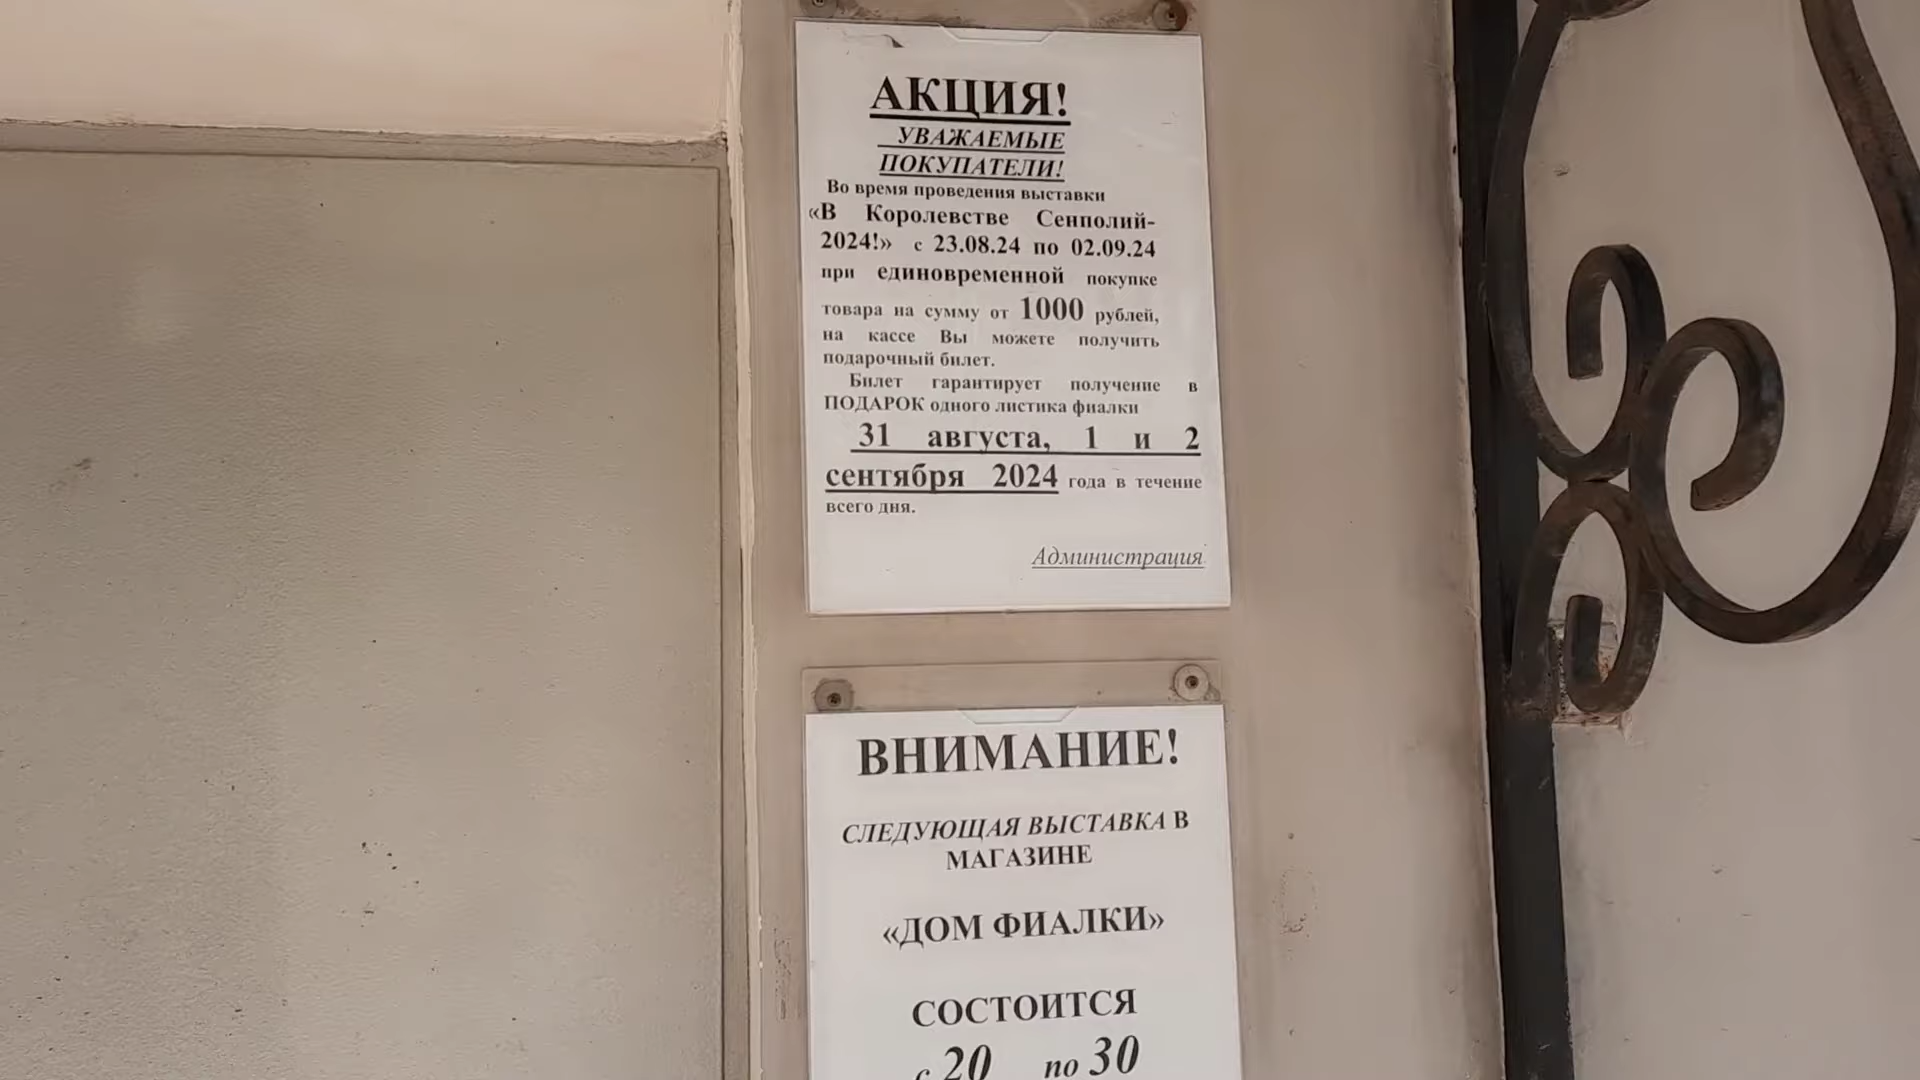 АКЦИЯ!
УВАЖАЕМЫЕ
ПОКУПАТЕЛИ!
Во время проведения выставки
«В Королевстве Сенполий-
2024!» с 23.08.24 по 02.09.24
при единовременной покупке
товара на сумму от 1000 рублей,
на кассе Вы можете получить
подарочный билет.
Билет гарантирует получение в
ПОДАРОК одного листика фиалки
31 августа, 1 и 2
сентября 2024 года в течение
всего дня.
Администрация
ВНИМАНИЕ!
СЛЕДУЮЩАЯ ВЫСТАВКА В
МАГАЗИНЕ
«ДОМ ФИАЛКИ»
СОСТОИТСЯ
с 20 по 30